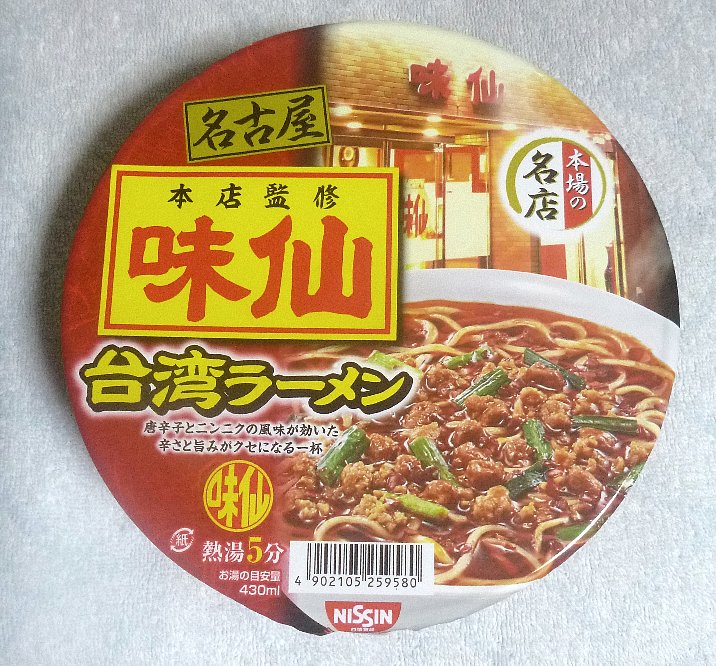 名古屋
本店監修
味仙
台湾ラーメン
唐辛子とニンニクの風味が効いた
辛さと旨みがクセになる一杯
味仙
紙
熱湯5分
お湯の目安量
430ml
味仙
本場の
名店
4 902105 259580
NISSIN